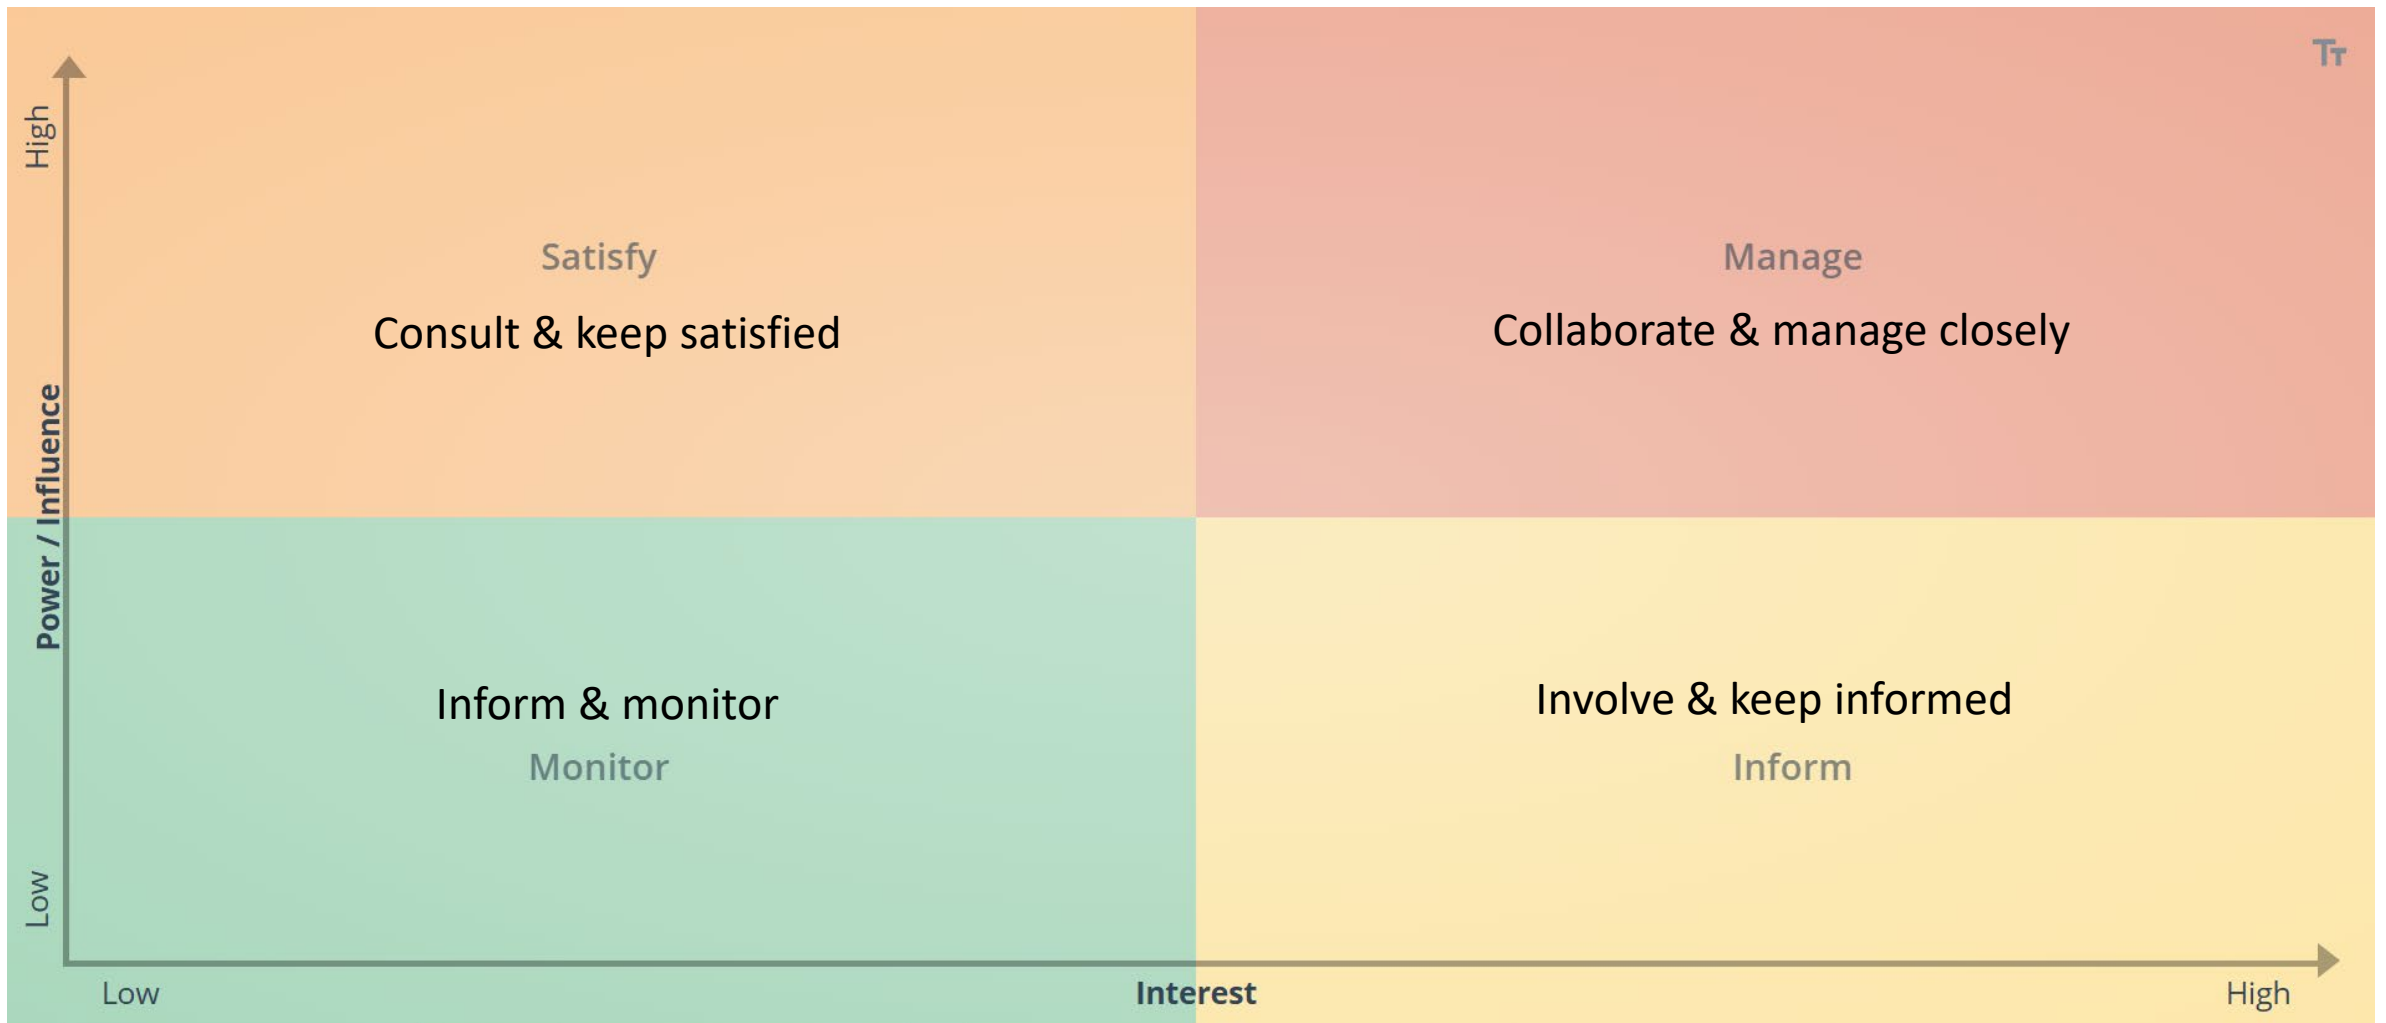 TT
High
Satisfy
Manage
Consult & keep satisfied
Collaborate & manage closely
Power / Influence
Inform & monitor
Involve & keep informed
Monitor
Inform
Low
Low
Interest
High